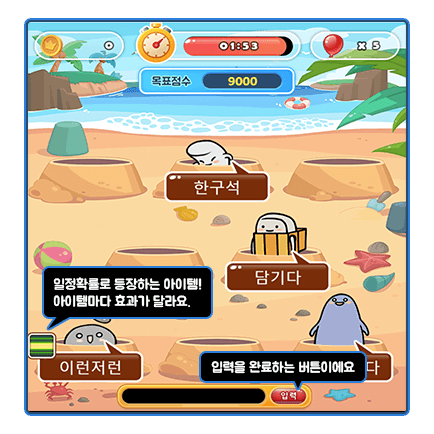 0
01:53
x 5
목표점수 9000
한구석
담기다
일정확률로 등장하는 아이템!
아이템마다 효과가 달라요.
이런저런
입력을 완료하는 버튼이에요
다
입력